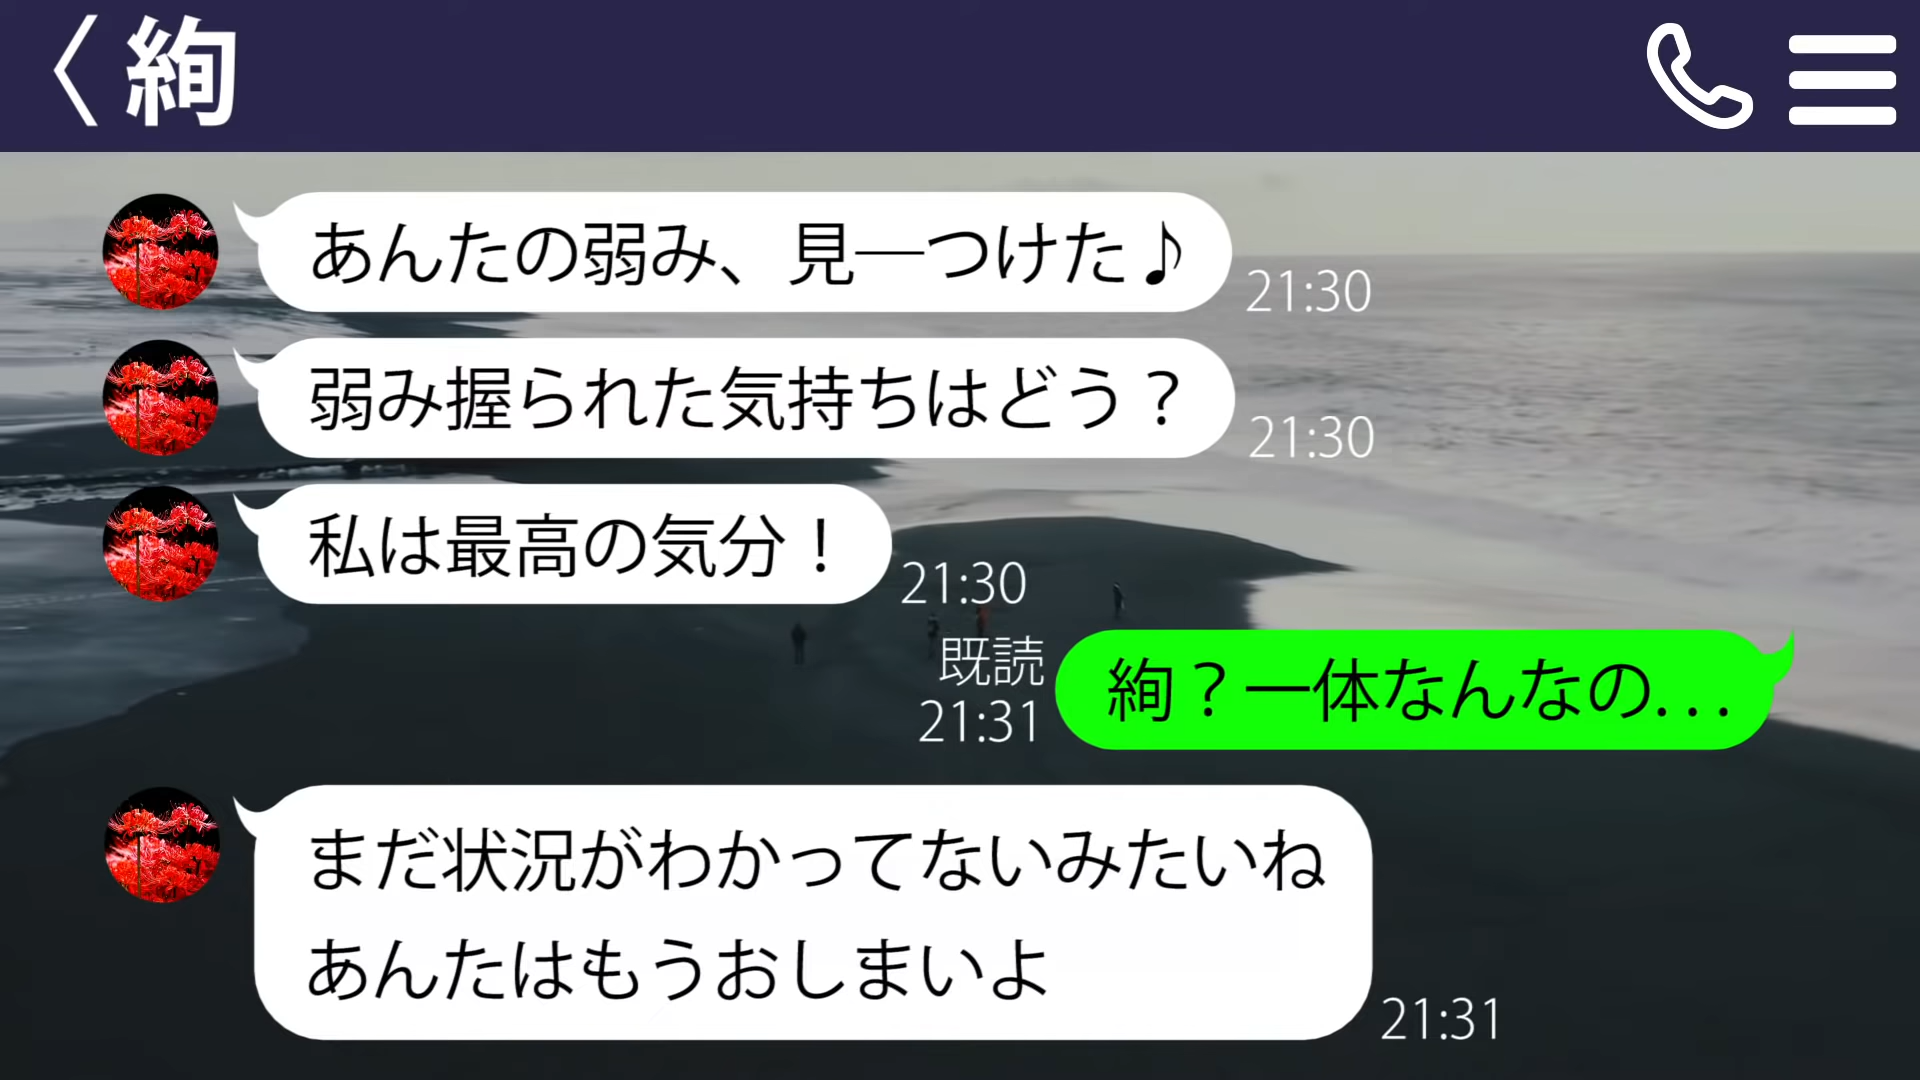 絢
あんたの弱み、見―つけた♪
21:30
弱み握られた気持ちはどう？
21:30
私は最高の気分！
21:30
絢？一体なんなの...
既読
21:31
まだ状況がわかってないみたいね
あんたはもうおしまいよ
21:31